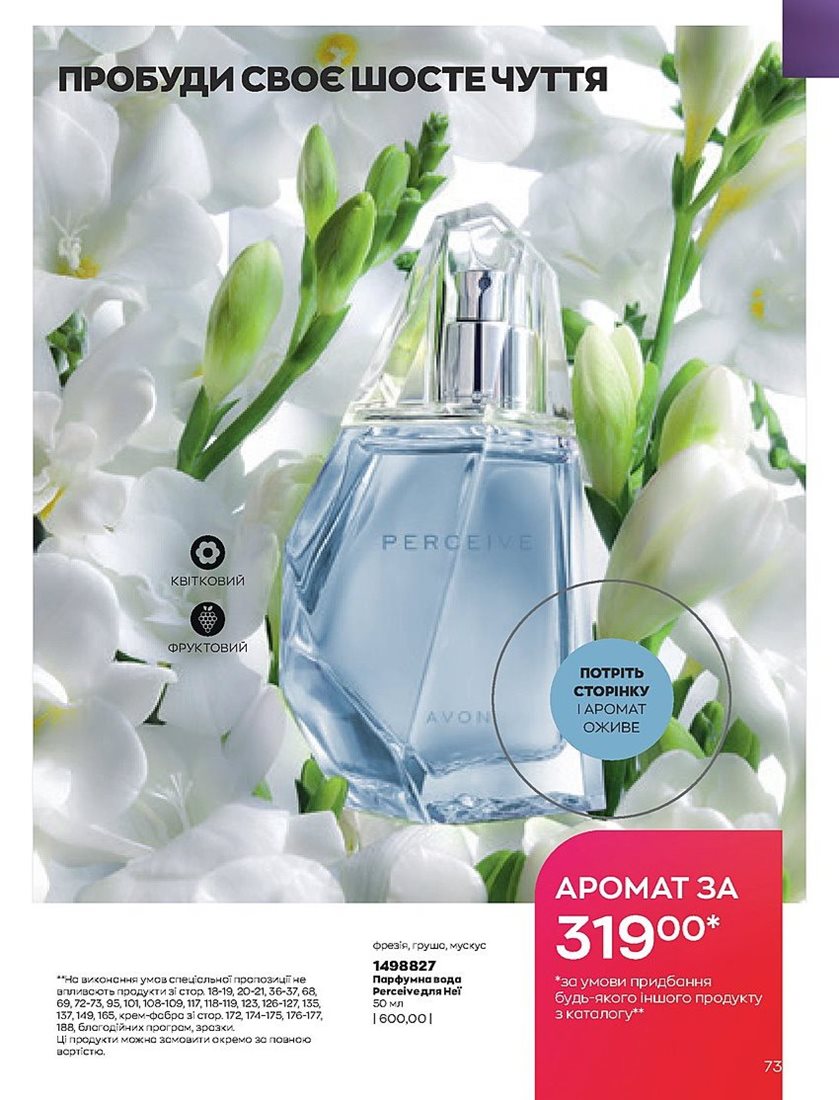 ПРОБУДИ СВОЄ ШОСТЕ ЧУТТЯ
PERCEIVE
КВІТКОВИЙ
ФРУКТОВИЙ
AVON
ПОТРІТЬ
СТОРІНКУ
І АРОМАТ
ОЖИВЕ
АРОМАТ ЗА
319⁰⁰*
*за умови придбання
будь-якого іншого продукту
з каталогу**
фрезія, груша, мускус
1498827
Парфумна вода
Perceive для Неї
50 мл
| 600,00 |
**На виконання умов спеціальної пропозиції не
впливають продукти зі стор. 18-19, 20-21, 36-37, 68,
69, 72-73, 95, 101, 108-109, 117, 118-119, 123, 126-127, 135,
137, 149, 165, крем-фарба зі стор. 172, 174-175, 176-177,
188, благодійних програм, зразки.
Ці продукти можна замовити окремо за повною
вартістю.
73